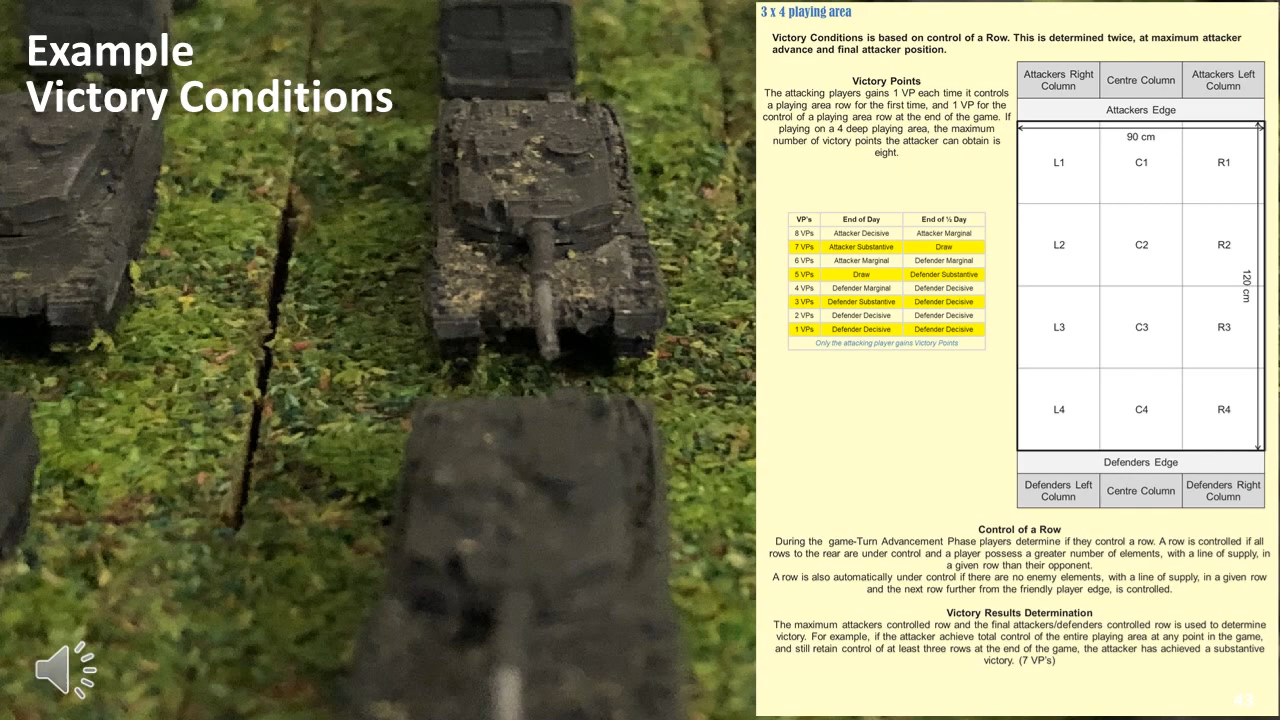 Example
Victory Conditions
3 x 4 playing area
Victory Conditions is based on control of a Row. This is determined twice, at maximum attacker
advance and final attacker position.
Victory Points
The attacking players gains 1 VP each time it controls
a playing area row for the first time, and 1 VP for the
control of a playing area row at the end of the game. If
playing on a 4 deep playing area, the maximum
number of victory points the attacker can obtain is
eight.
VP's End of Day End of ½ Day
8 VPs Attacker Decisive Attacker Marginal
7 VPs Attacker Substantive Draw
6 VPs Attacker Marginal Defender Marginal
5 VPs Draw Defender Substantive
4 VPs Defender Marginal Defender Decisive
3 VPs Defender Substantive Defender Decisive
2 VPs Defender Decisive Defender Decisive
1 VPs Defender Decisive Defender Decisive
Only the attacking player gains Victory Points
Attackers Right Column Centre Column Attackers Left Column
Attackers Edge
90 cm
L1 C1 R1
L2 C2 R2
120 cm
L3 C3 R3
L4 C4 R4
Defenders Edge
Defenders Left Column Centre Column Defenders Right Column
Control of a Row
During the game-Turn Advancement Phase players determine if they control a row. A row is controlled if all
rows to the rear are under control and a player possess a greater number of elements, with a line of supply, in
a given row than their opponent.
A row is also automatically under control if there are no enemy elements, with a line of supply, in a given row
and the next row further from the friendly player edge, is controlled.
Victory Results Determination
The maximum attackers controlled row and the final attackers/defenders controlled row is used to determine
victory. For example, if the attacker achieve total control of the entire playing area at any point in the game,
and still retain control of at least three rows at the end of the game, the attacker has achieved a substantive
victory. (7 VP's)
43